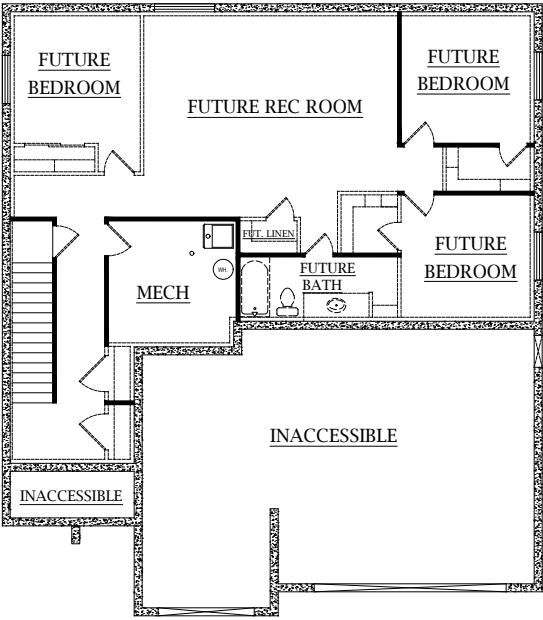 FUTURE
BEDROOM
FUTURE
BEDROOM
FUTURE REC ROOM
FUT. LINEN
FUTURE
BEDROOM
WH.
FUTURE
BATH
MECH
INACCESSIBLE
INACCESSIBLE